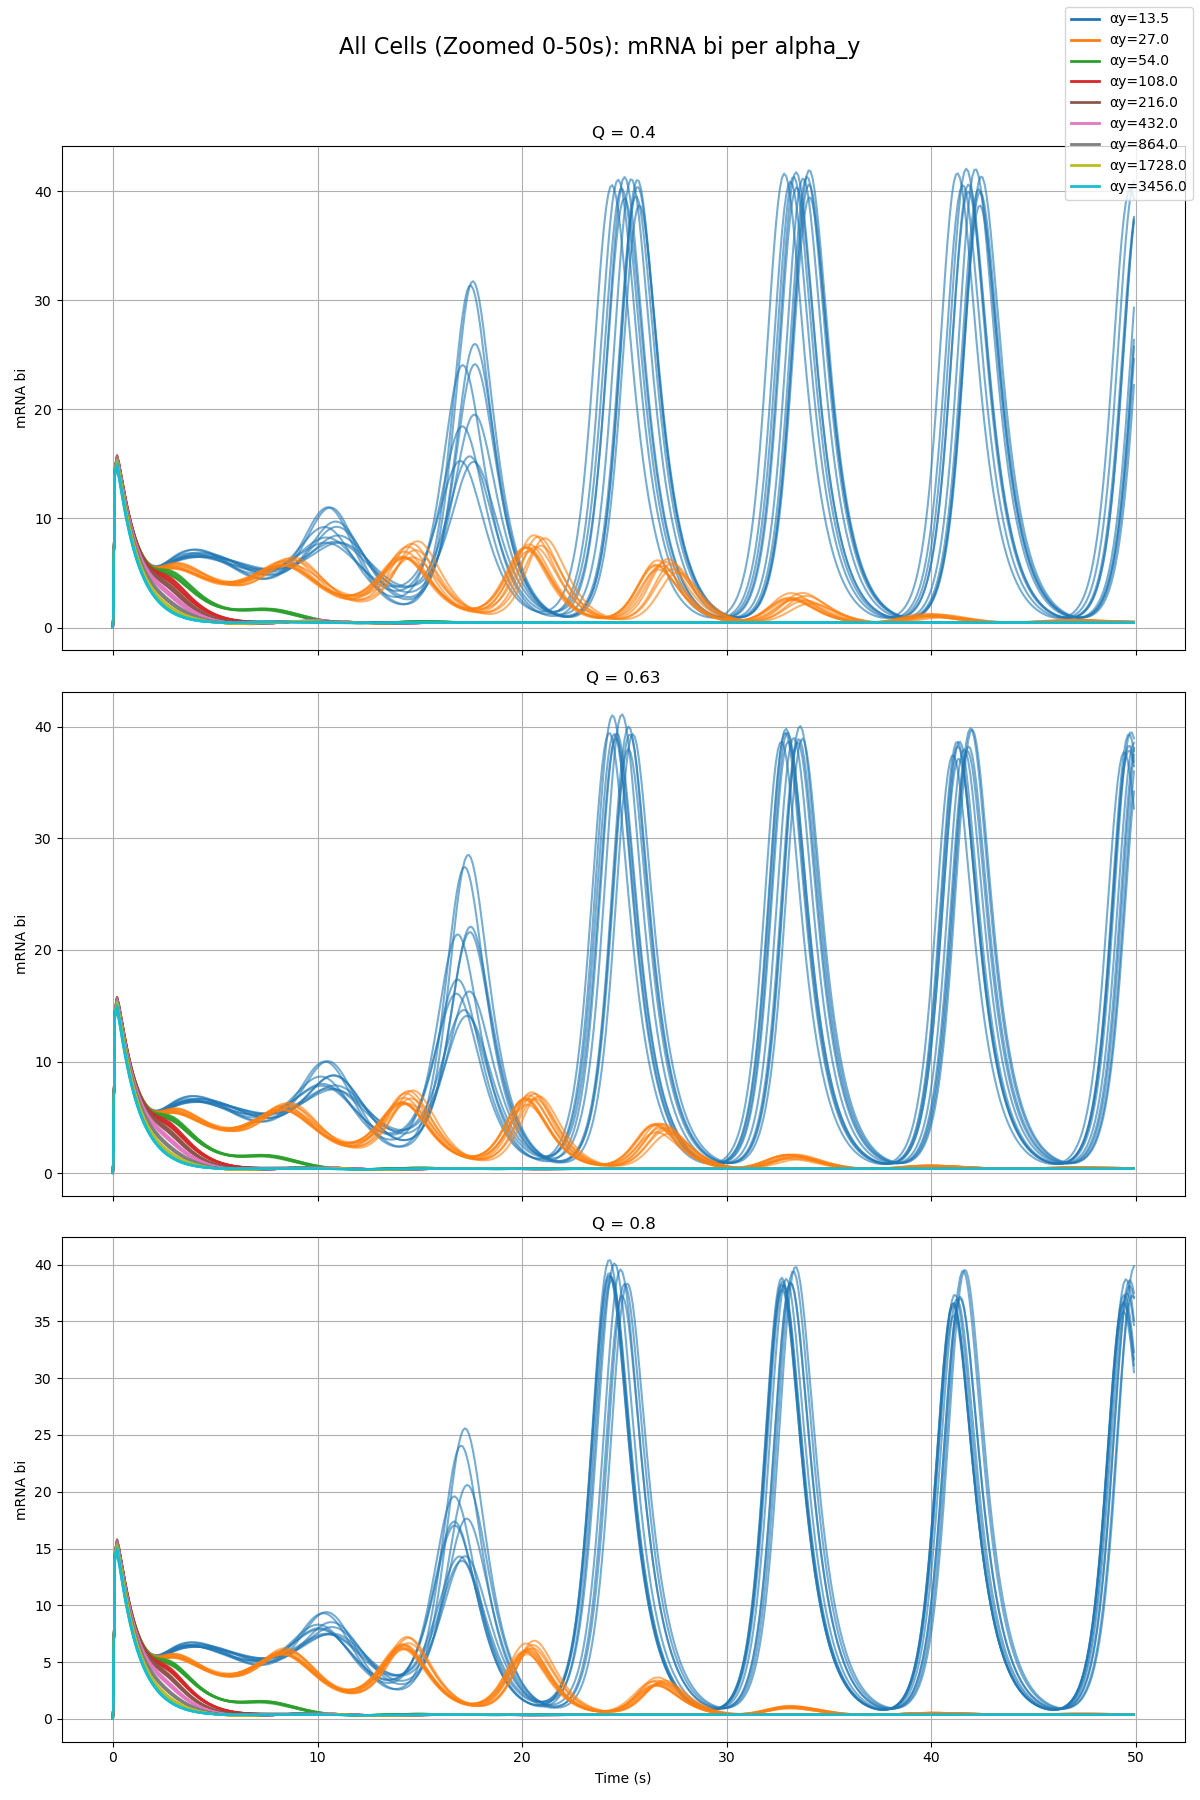 αy=13.5
αy=27.0
αy=54.0
αy=108.0
αy=216.0
αy=432.0
αy=864.0
αy=1728.0
αy=3456.0
All Cells (Zoomed 0-50s): mRNA bi per alpha_y
Q = 0.4
40
30
20
10
0
mRNA bi
Q = 0.63
40
30
20
10
0
mRNA bi
Q = 0.8
40
35
30
25
20
15
10
5
0
mRNA bi
0 10 20 30 40 50
Time (s)